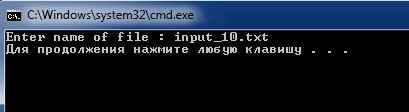 C:\Windows\system32\cmd.exe
Enter name of file : input_10.txt
Для продолжения нажмите любую клавишу . . .